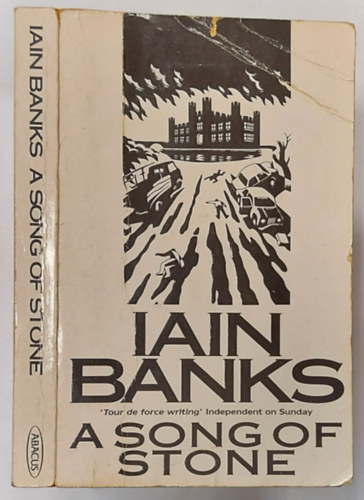 IAIN BANKS A SONG OF STONE
ABACUS
IAIN
BANKS
'Tour de force writing' Independent on Sunday
A SONG OF
STONE